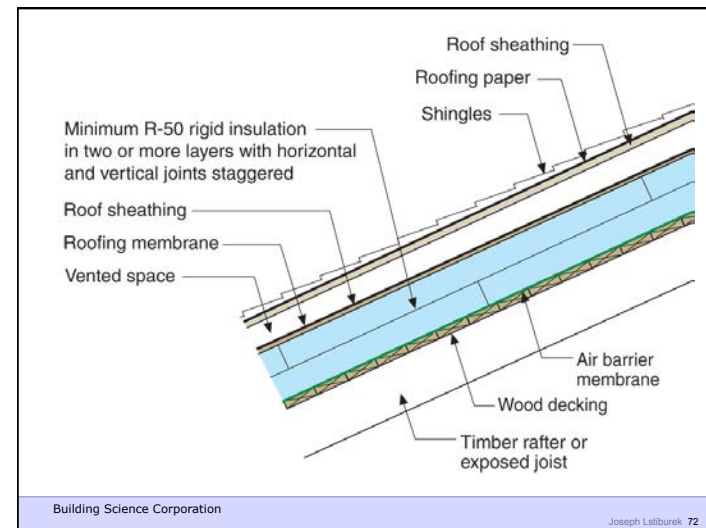 Roof sheathing
Roofing paper
Shingles
Minimum R-50 rigid insulation
in two or more layers with horizontal
and vertical joints staggered
Roof sheathing
Roofing membrane
Vented space
Air barrier
membrane
Wood decking
Timber rafter or
exposed joist
Building Science Corporation
Joseph Lstiburek 72